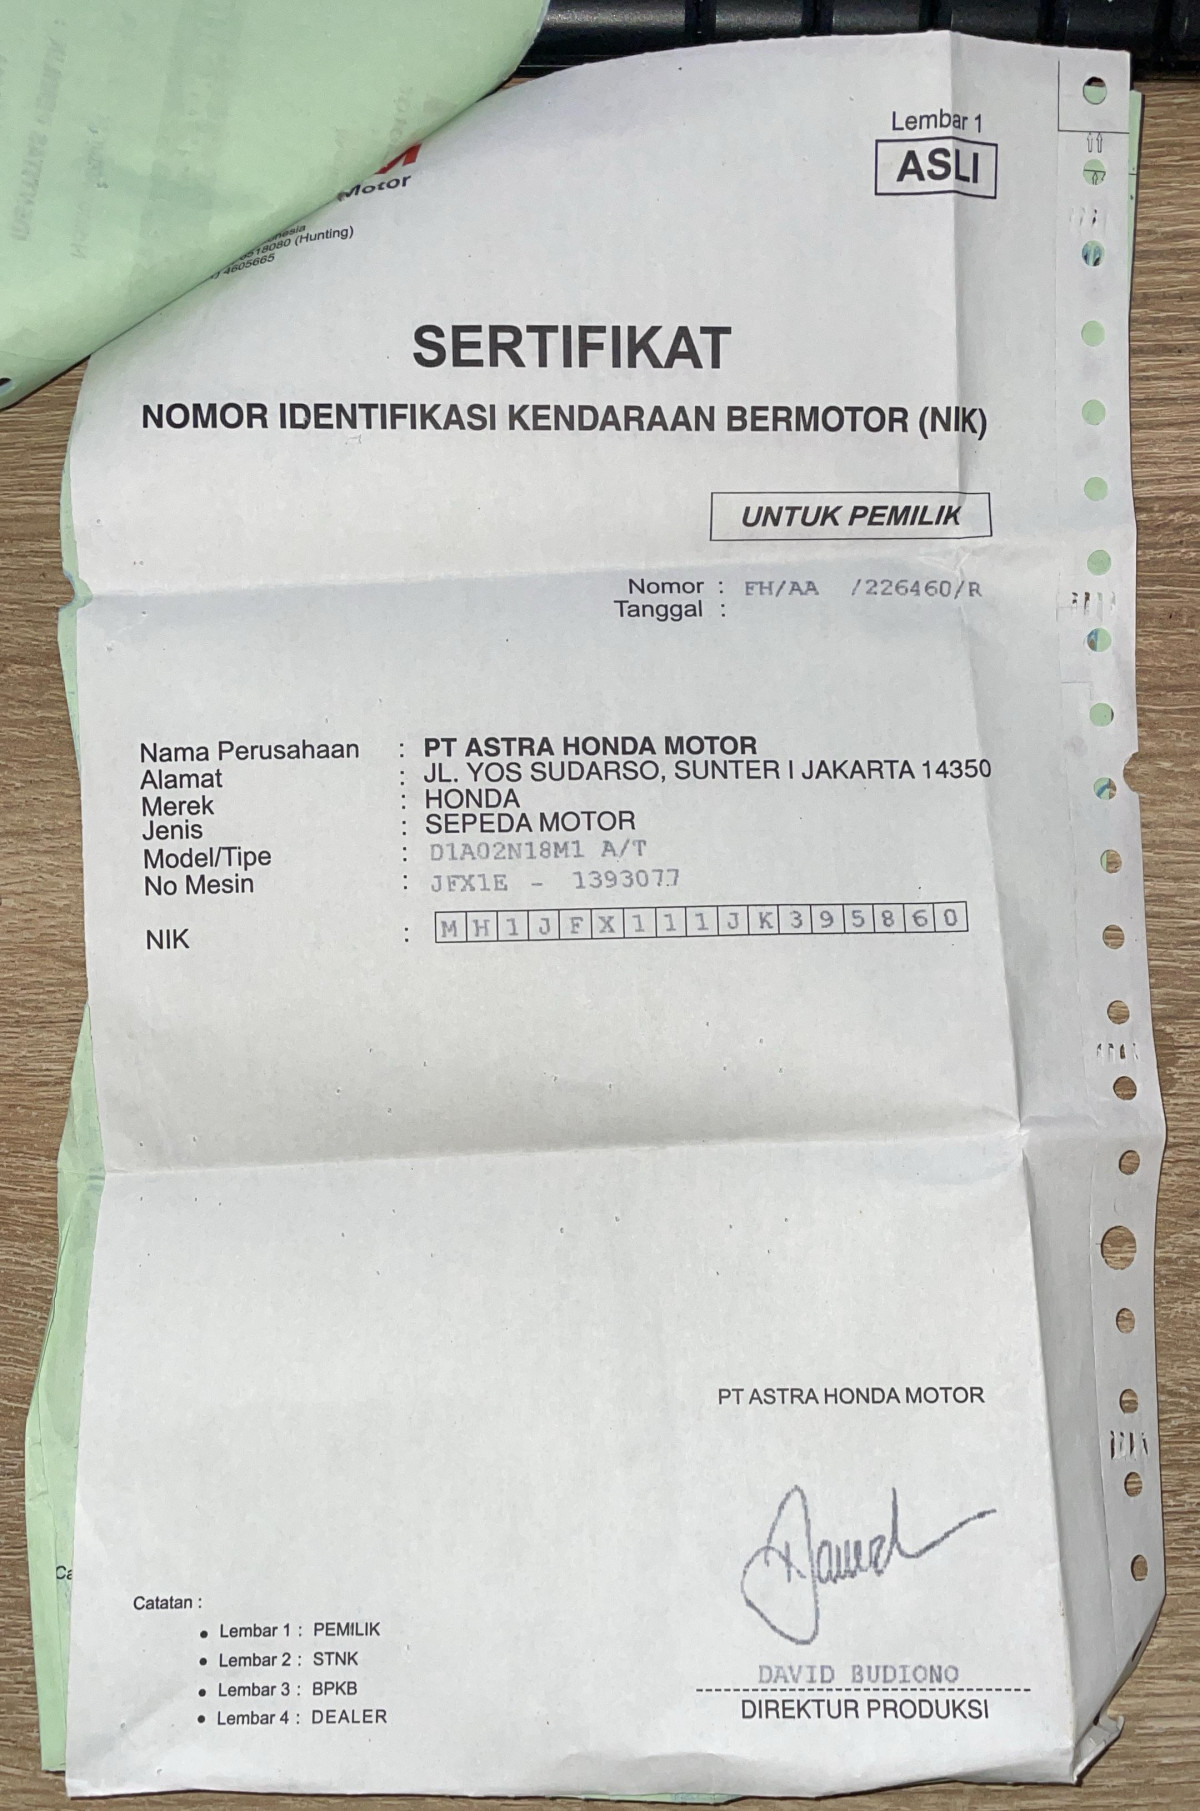 Lembar 1
ASLI
Motor
(Hunting)
4605665
SERTIFIKAT
NOMOR IDENTIFIKASI KENDARAAN BERMOTOR (NIK)
UNTUK PEMILIK
Nomor : FH/AA /226460/R
Tanggal :
Nama Perusahaan : PT ASTRA HONDA MOTOR
Alamat : JL. YOS SUDARSO, SUNTER I JAKARTA 14350
Merek : HONDA
Jenis : SEPEDA MOTOR
Model/Tipe : D1A02N18M1 A/T
No Mesin : JFX1E - 1393077
NIK : MH1JFX111JK395860
PT ASTRA HONDA MOTOR
Catatan :
• Lembar 1 : PEMILIK
• Lembar 2 : STNK
• Lembar 3 : BPKB
• Lembar 4 : DEALER
DAVID BUDIONO
DIREKTUR PRODUKSI